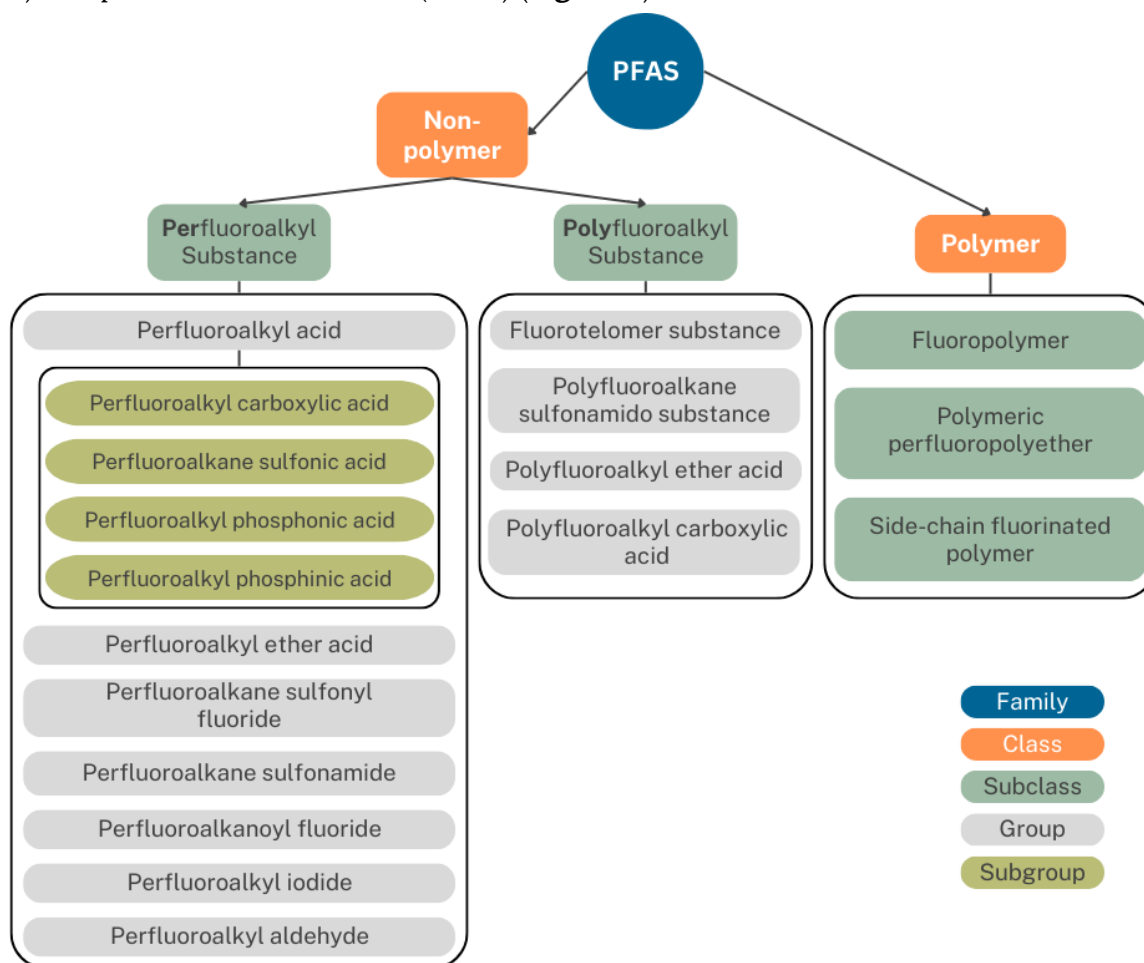 PFAS
Non-
polymer
Perfluoroalkyl
Substance
Polyfluoroalkyl
Substance
Polymer
Perfluoroalkyl acid
Perfluoroalkyl carboxylic acid
Perfluoroalkane sulfonic acid
Perfluoroalkyl phosphonic acid
Perfluoroalkyl phosphinic acid
Perfluoroalkyl ether acid
Perfluoroalkane sulfonyl
fluoride
Perfluoroalkane sulfonamide
Perfluoroalkanoyl fluoride
Perfluoroalkyl iodide
Perfluoroalkyl aldehyde
Fluorotelomer substance
Polyfluoroalkane
sulfonamido substance
Polyfluoroalkyl ether acid
Polyfluoroalkyl carboxylic
acid
Fluoropolymer
Polymeric
perfluoropolyether
Side-chain fluorinated
polymer
Family
Class
Subclass
Group
Subgroup